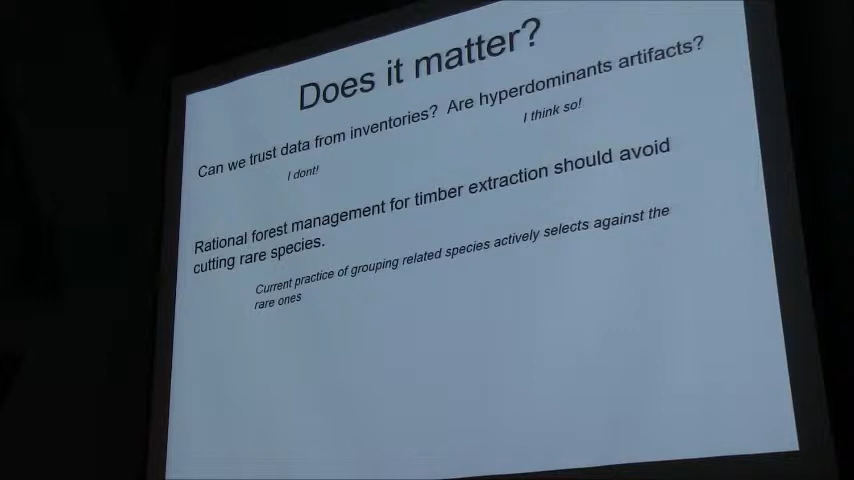 Does it matter?
Can we trust data from inventories? Are hyperdominants artifacts?
I dont! I think so!
Rational forest management for timber extraction should avoid
cutting rare species.
Current practice of grouping related species actively selects against the
rare ones